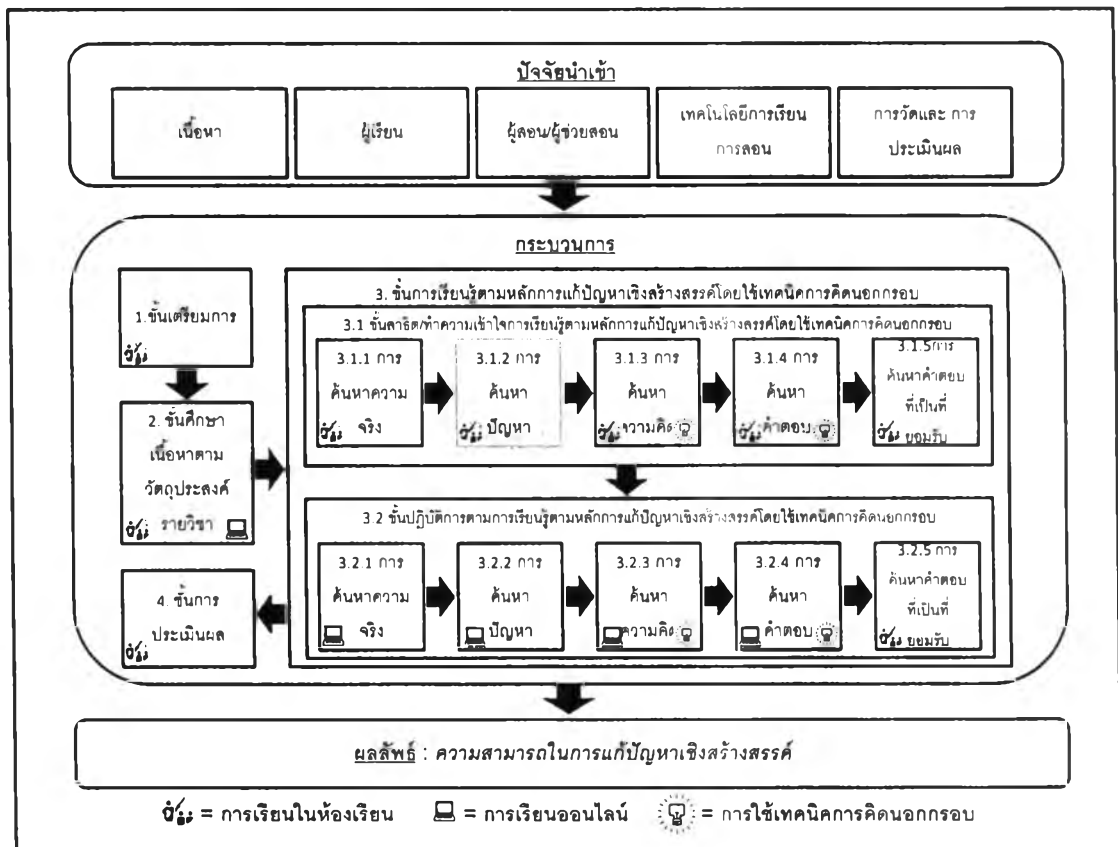 ปัจจัยนำเข้า
เนื้อหา
ผู้เรียน
ผู้สอน/ผู้ช่วยสอน
เทคโนโลยีการเรียน
การสอน
การวัดและ การ
ประเมินผล
กระบวนการ
1.ขั้นเตรียมการ
2. ขั้นศึกษา
เนื้อหาตาม
วัตถุประสงค์
รายวิชา
3. ขั้นการเรียนรู้ตามหลักการแก้ปัญหาเชิงสร้างสรรค์โดยใช้เทคนิคการคิดนอกกรอบ
3.1 ขั้นสาธิต/ทำความเข้าใจการเรียนรู้ตามหลักการแก้ปัญหาเชิงสร้างสรรค์โดยใช้เทคนิคการคิดนอกกรอบ
3.1.1 การ
ค้นหาความ
จริง
3.1.2 การ
ค้นหา
ปัญหา
3.1.3 การ
ค้นหา
ความคิด
3.1.4 การ
ค้นหา
คำตอบ
3.1.5การ
ค้นหาคำตอบ
ที่เป็นที่
ยอมรับ
3.2 ขั้นปฏิบัติการตามการเรียนรู้ตามหลักการแก้ปัญหาเชิงสร้างสรรค์โดยใช้เทคนิคการคิดนอกกรอบ
3.2.1 การ
ค้นหาความ
จริง
3.2.2 การ
ค้นหา
ปัญหา
3.2.3 การ
ค้นหา
ความคิด
3.2.4 การ
ค้นหา
คำตอบ
3.2.5 การ
ค้นหาคำตอบ
ที่เป็นที่
ยอมรับ
4. ขั้นการ
ประเมินผล
ผลลัพธ์ : ความสามารถในการแก้ปัญหาเชิงสร้างสรรค์
= การเรียนในห้องเรียน = การเรียนออนไลน์ = การใช้เทคนิคการคิดนอกกรอบ